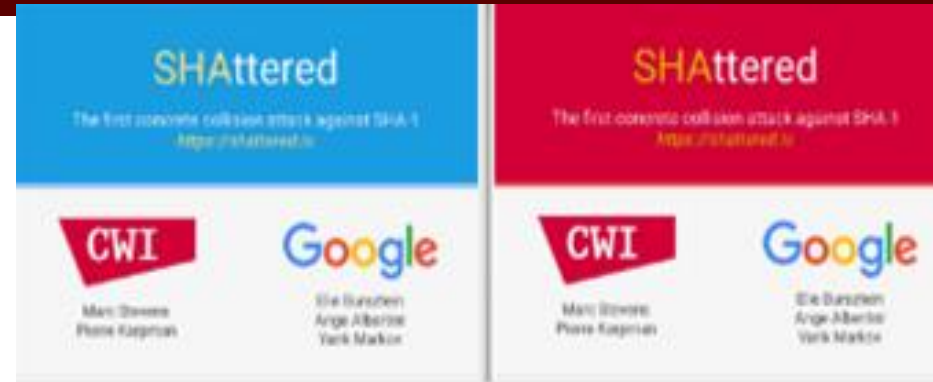 SHAttered
The first concrete collision attack against SHA-1
https://shattered.io
CWI
Google
Marc Stevens
Pierre Karpman
Elie Bursztein
Ange Albertini
Yarik Markov
SHAttered
The first concrete collision attack against SHA-1
https://shattered.io
CWI
Google
Marc Stevens
Pierre Karpman
Elie Bursztein
Ange Albertini
Yarik Markov